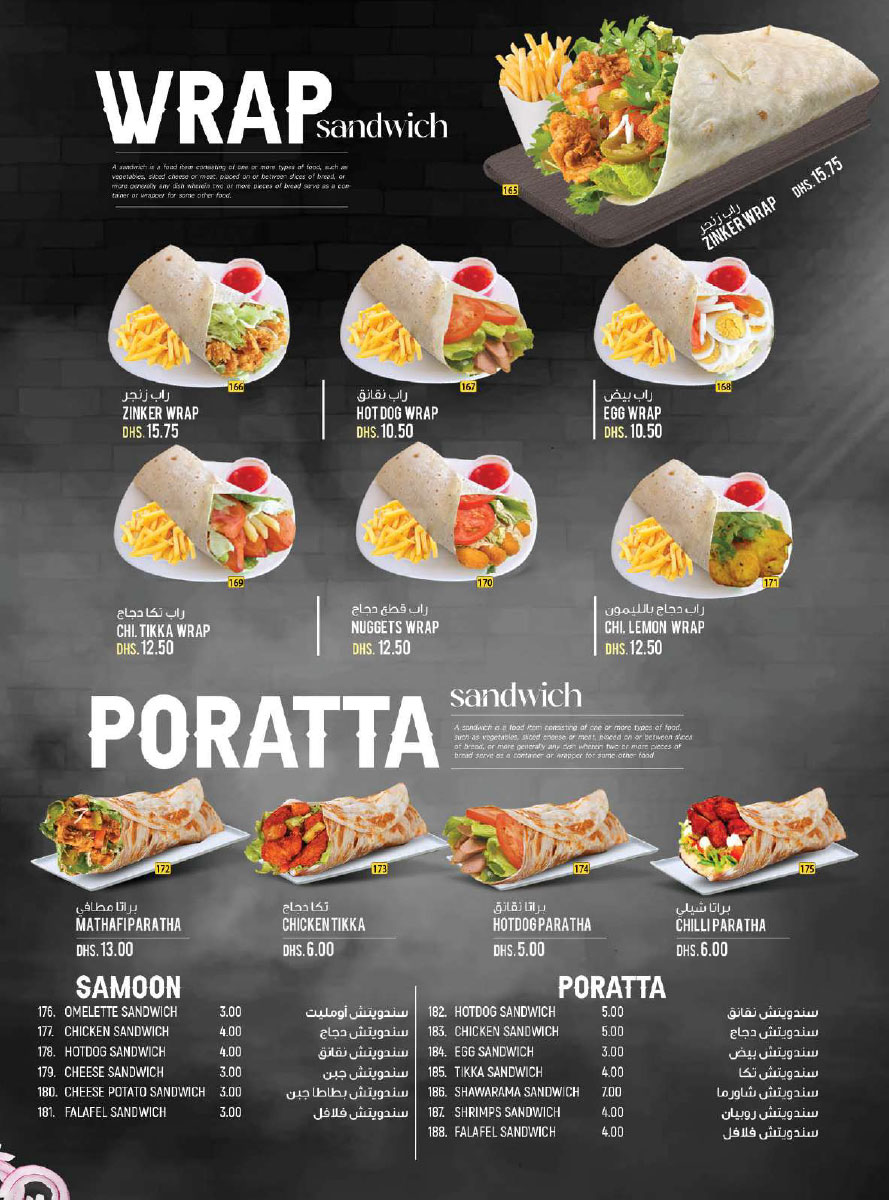 WRAP sandwich
A sandwich is a food item consisting of one or more types of food, such as
vegetables, sliced cheese or meat, placed on or between slices of bread, or
more generally any dish wherein two or more pieces of bread serve as a con-
tainer or wrapper for some other food.
165
راب زنجر
ZINKER WRAP DHS. 15.75
166
راب زنجر
ZINKER WRAP
DHS. 15.75
167
راب نقانق
HOT DOG WRAP
DHS. 10.50
168
راب بيض
EGG WRAP
DHS. 10.50
169
راب تكا دجاج
CHI. TIKKA WRAP
DHS. 12.50
170
راب قطع دجاج
NUGGETS WRAP
DHS. 12.50
171
راب دجاج بالليمون
CHI. LEMON WRAP
DHS. 12.50
PORATTA sandwich
A sandwich is a food item consisting of one or more types of food,
such as vegetables, sliced cheese or meat, placed on or between slices
of bread, or more generally any dish wherein two or more pieces of
bread serve as a container or wrapper for some other food.
172
براتا مطافي
MATHAFI PARATHA
DHS. 13.00
173
تكا دجاج
CHICKEN TIKKA
DHS. 6.00
174
براتا نقانق
HOTDOG PARATHA
DHS. 5.00
175
براتا شيلي
CHILLI PARATHA
DHS. 6.00
SAMOON
176. OMELETTE SANDWICH 3.00 سندويتش أومليت
177. CHICKEN SANDWICH 4.00 سندويتش دجاج
178. HOTDOG SANDWICH 4.00 سندويتش نقانق
179. CHEESE SANDWICH 3.00 سندويتش جبن
180. CHEESE POTATO SANDWICH 3.00 سندويتش بطاطا جبن
181. FALAFEL SANDWICH 3.00 سندويتش فلافل
PORATTA
182. HOTDOG SANDWICH 5.00 سندويتش نقانق
183. CHICKEN SANDWICH 5.00 سندويتش دجاج
184. EGG SANDWICH 3.00 سندويتش بيض
185. TIKKA SANDWICH 4.00 سندويتش تكا
186. SHAWARAMA SANDWICH 7.00 سندويتش شاورما
187. SHRIMPS SANDWICH 4.00 سندويتش روبيان
188. FALAFEL SANDWICH 4.00 سندويتش فلافل